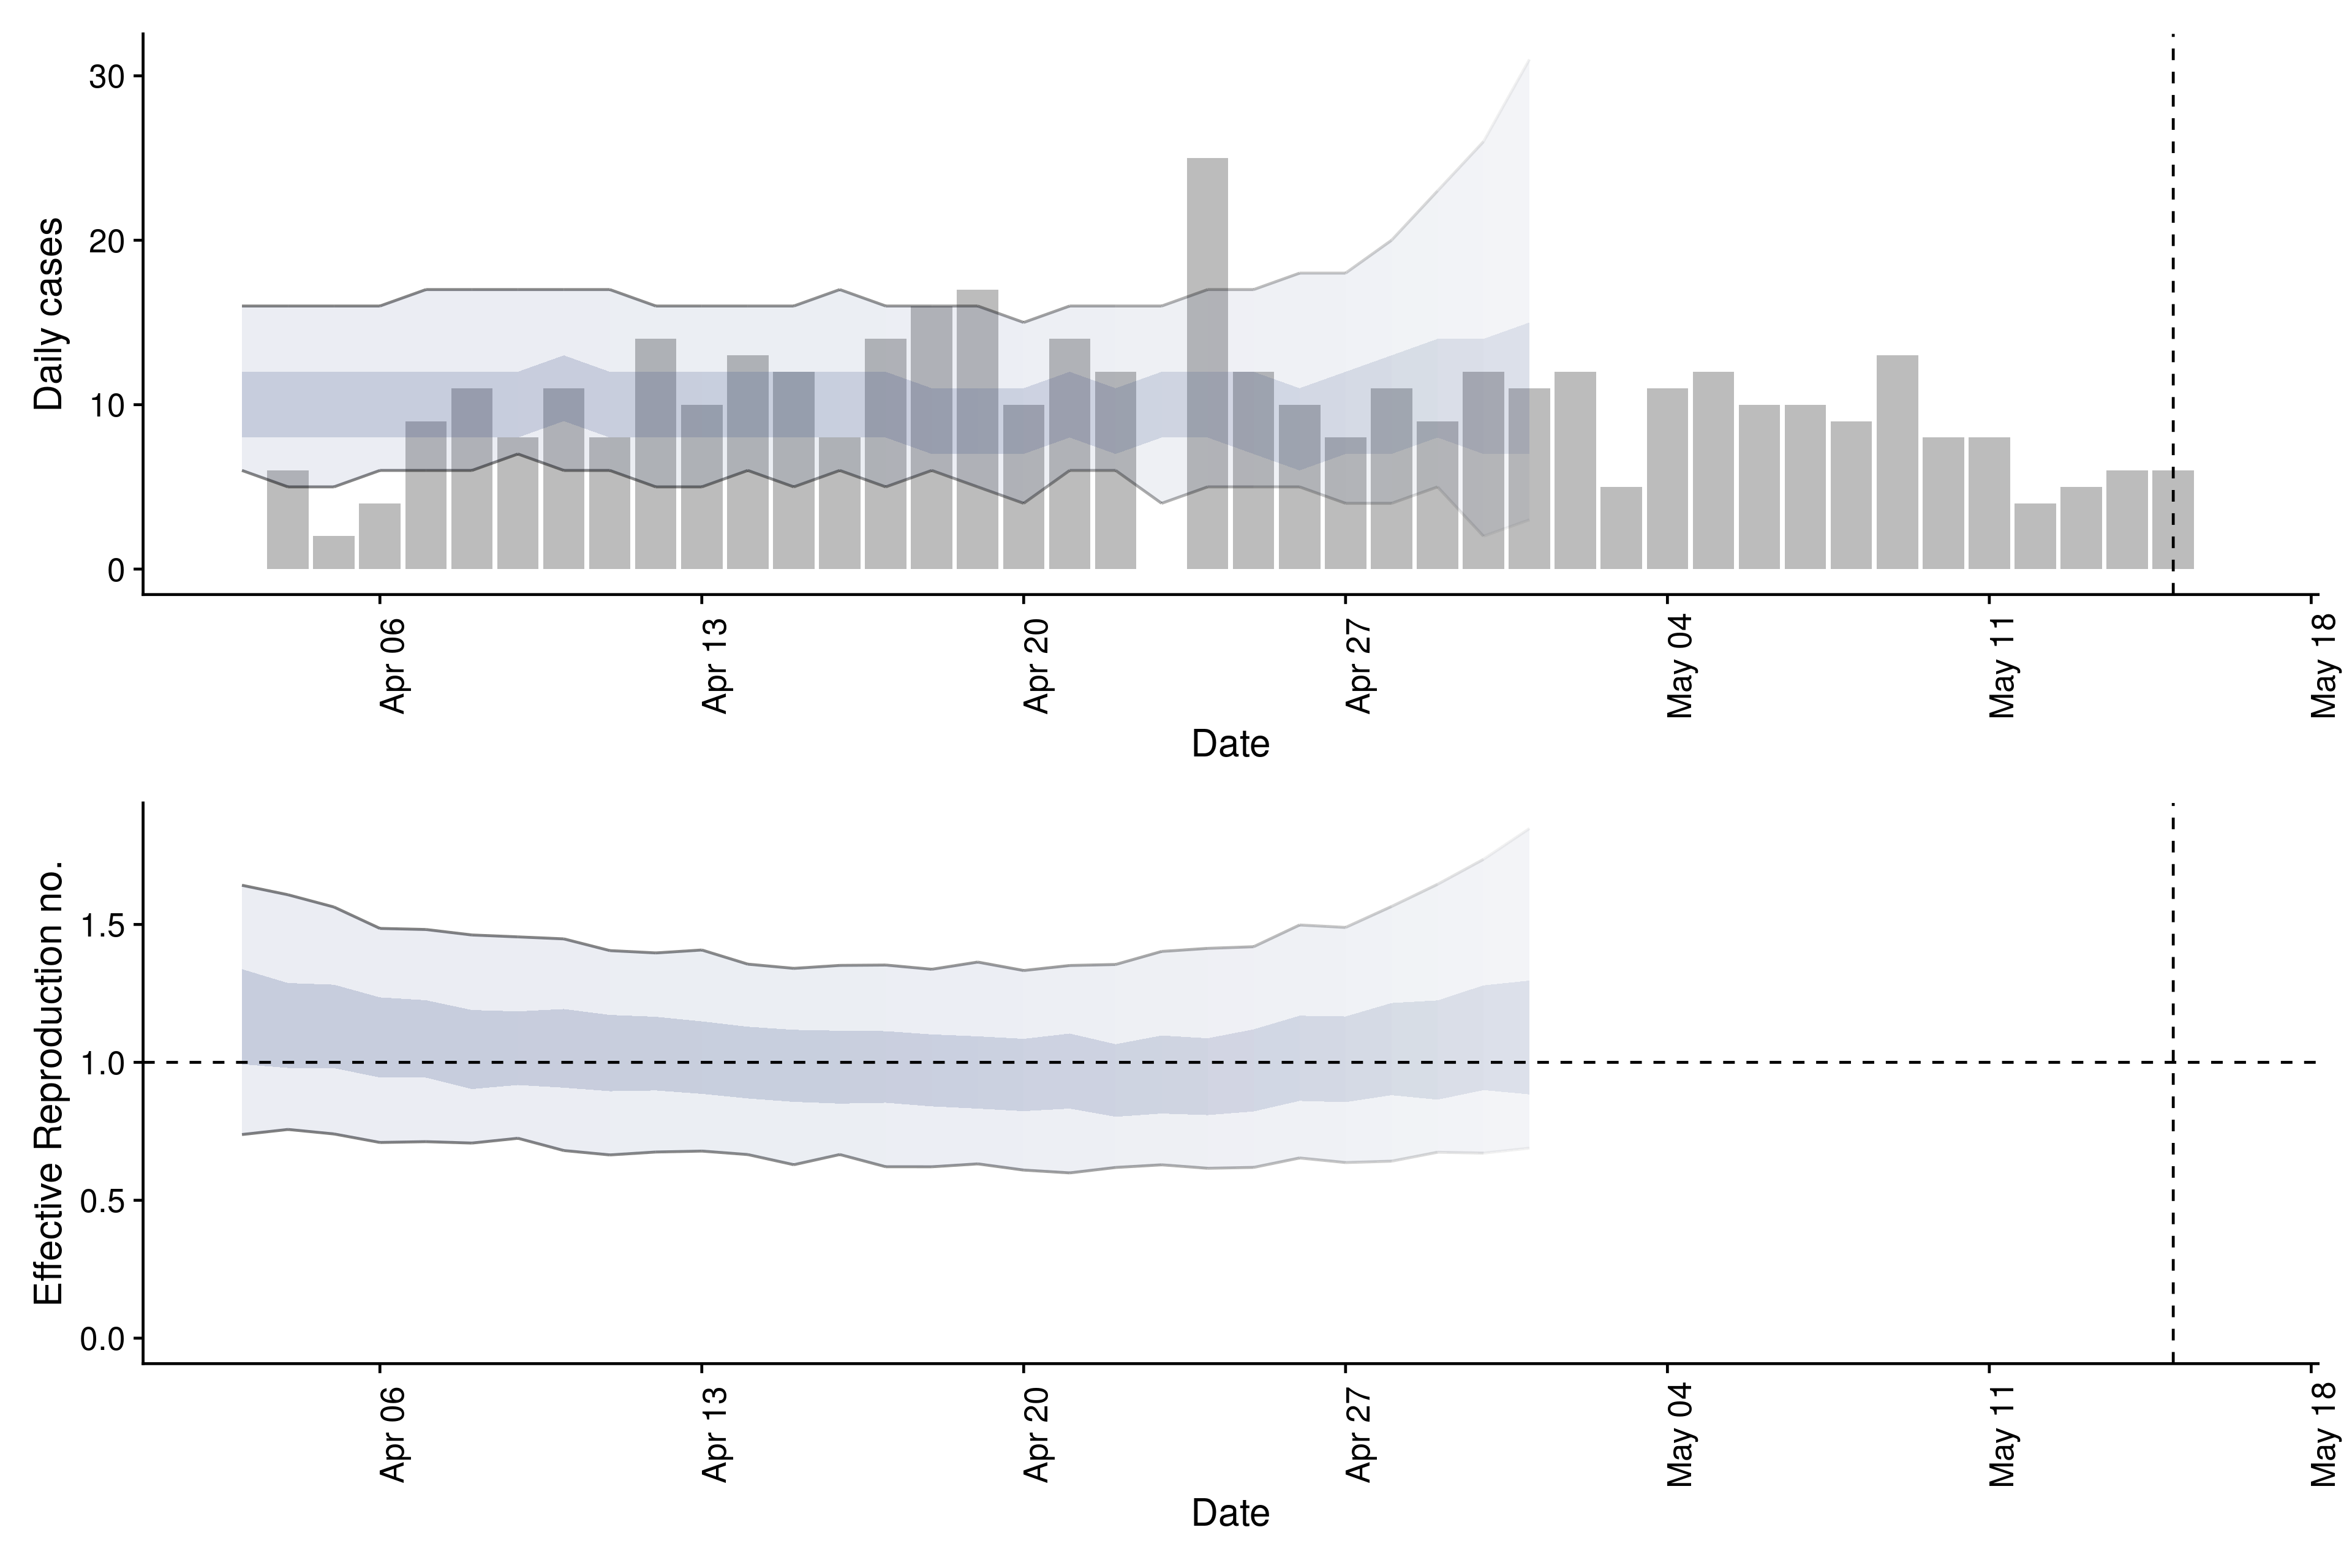 Daily cases
30
20
10
0
Apr 06
Apr 13
Apr 20
Apr 27
May 04
May 11
May 18
Date
Effective Reproduction no.
1.5
1.0
0.5
0.0
Apr 06
Apr 13
Apr 20
Apr 27
May 04
May 11
May 18
Date